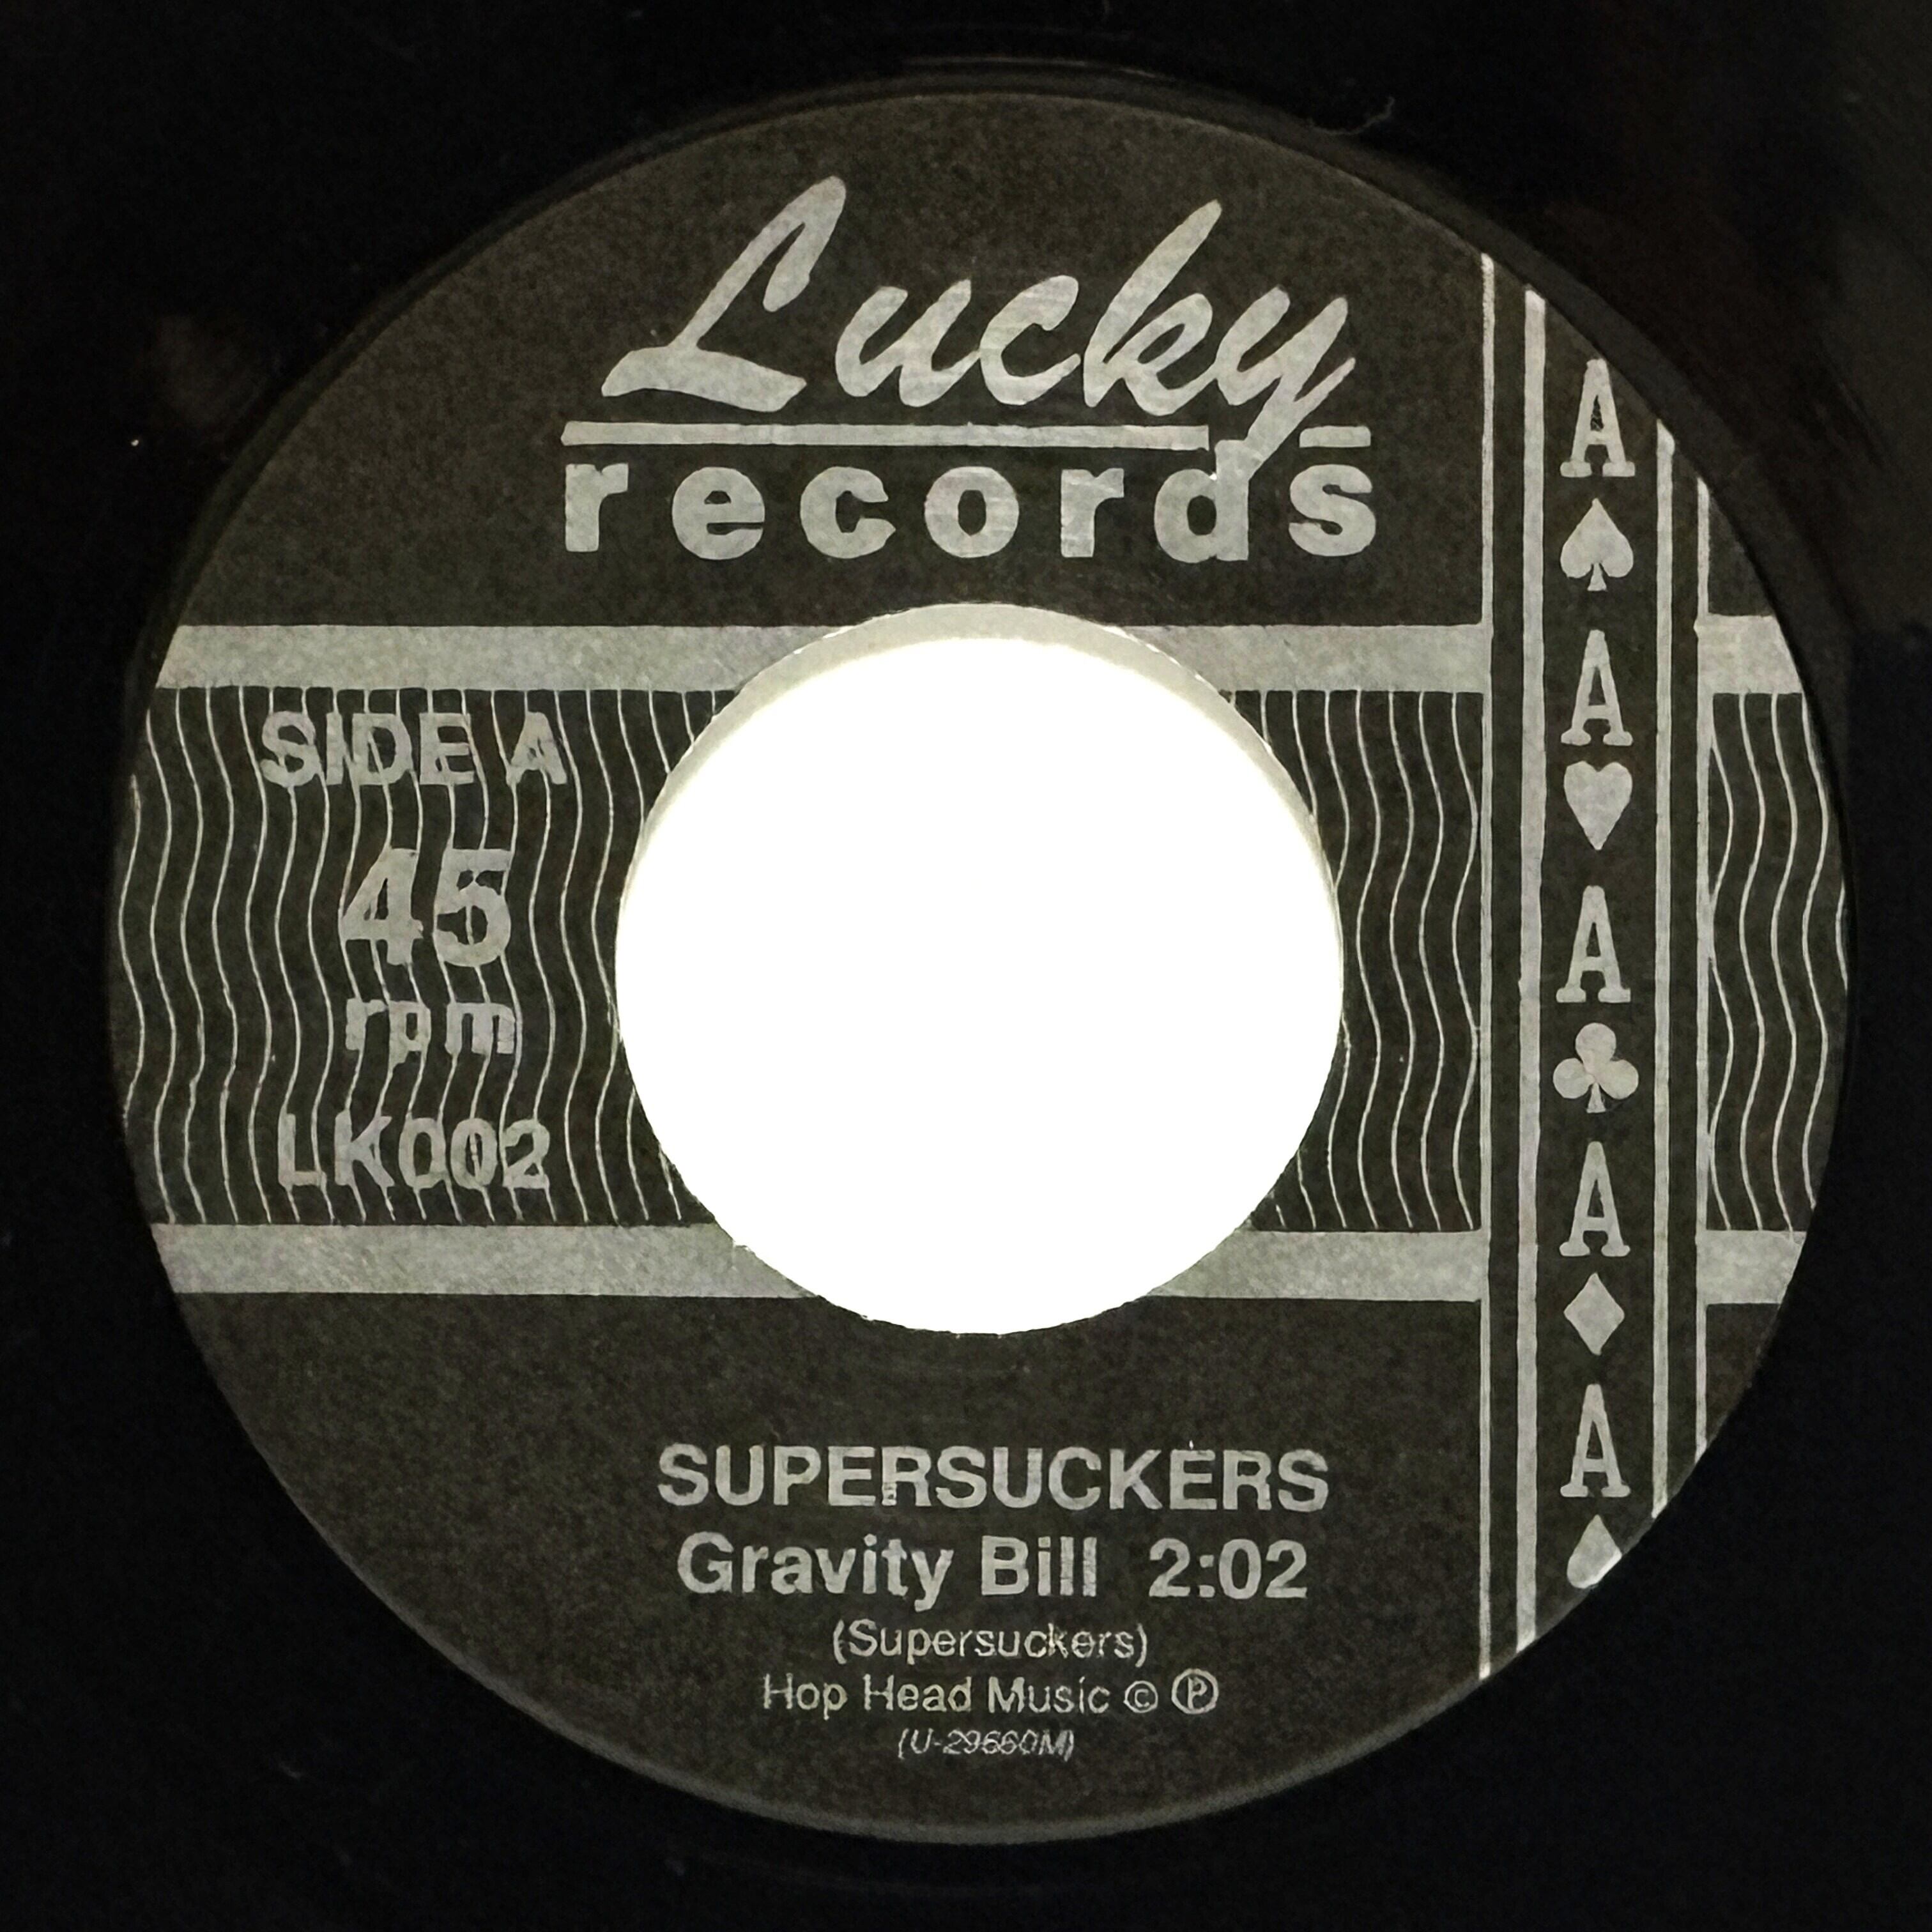 Lucky
records
SIDE A
45
rpm
LK002
SUPERSUCKERS
Gravity Bill 2:02
(Supersuckers)
Hop Head Music © ℗
(U-29660M)
A♠
A♥
A♣
A♦
A♠